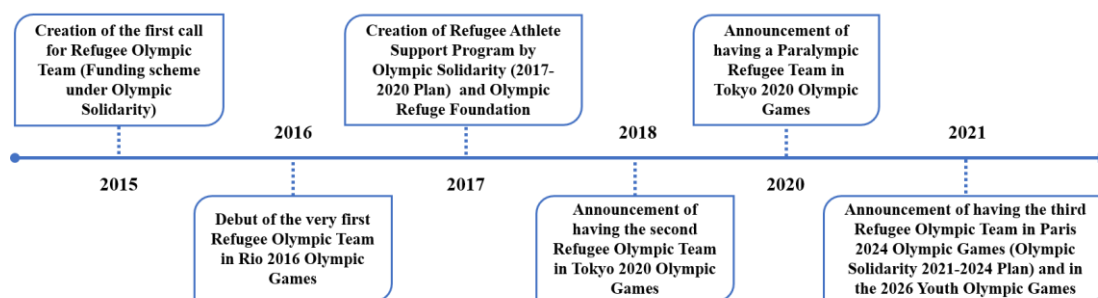 Creation of the first call
for Refugee Olympic
Team (Funding scheme
under Olympic
Solidarity)
Creation of Refugee Athlete
Support Program by
Olympic Solidarity (2017-
2020 Plan)  and Olympic
Refuge Foundation
Announcement of
having a Paralympic
Refugee Team in
Tokyo 2020 Olympic
Games
2016
2018
2021
2015
2017
2020
Debut of the very first
Refugee Olympic Team
in Rio 2016 Olympic
Games
Announcement of
having the second
Refugee Olympic Team
in Tokyo 2020 Olympic
Games
Announcement of having the third
Refugee Olympic Team in Paris
2024 Olympic Games (Olympic
Solidarity 2021-2024 Plan) and in
the 2026 Youth Olympic Games